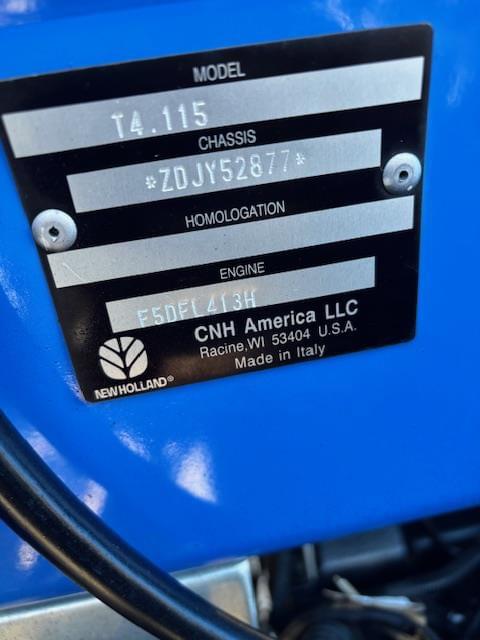 MODEL
T4.115
CHASSIS
*ZDJY52877*
HOMOLOGATION
ENGINE
F5DFL413H
CNH America LLC
Racine, WI 53404 U.S.A.
Made in Italy
NEW HOLLAND®